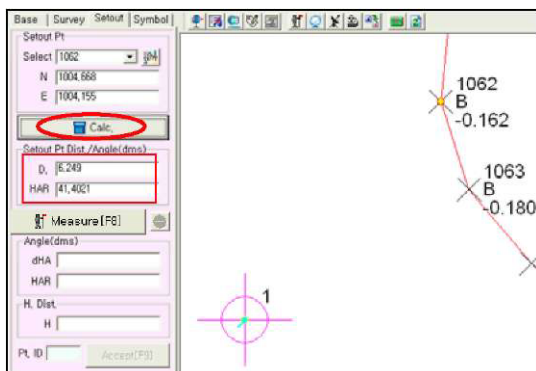 Base Survey Setout Symbol
Setout Pt
Select 1062
N 1004,668
E 1004,155
Calc,
Setout Pt Dist./Angle(dms)
D, 6,249
HAR 41,4021
Measure[F8]
Angle(dms)
dHA
HAR
H, Dist,
H
Pt, ID Accept[F9]
1062
B
-0.162
1063
B
-0.180
1